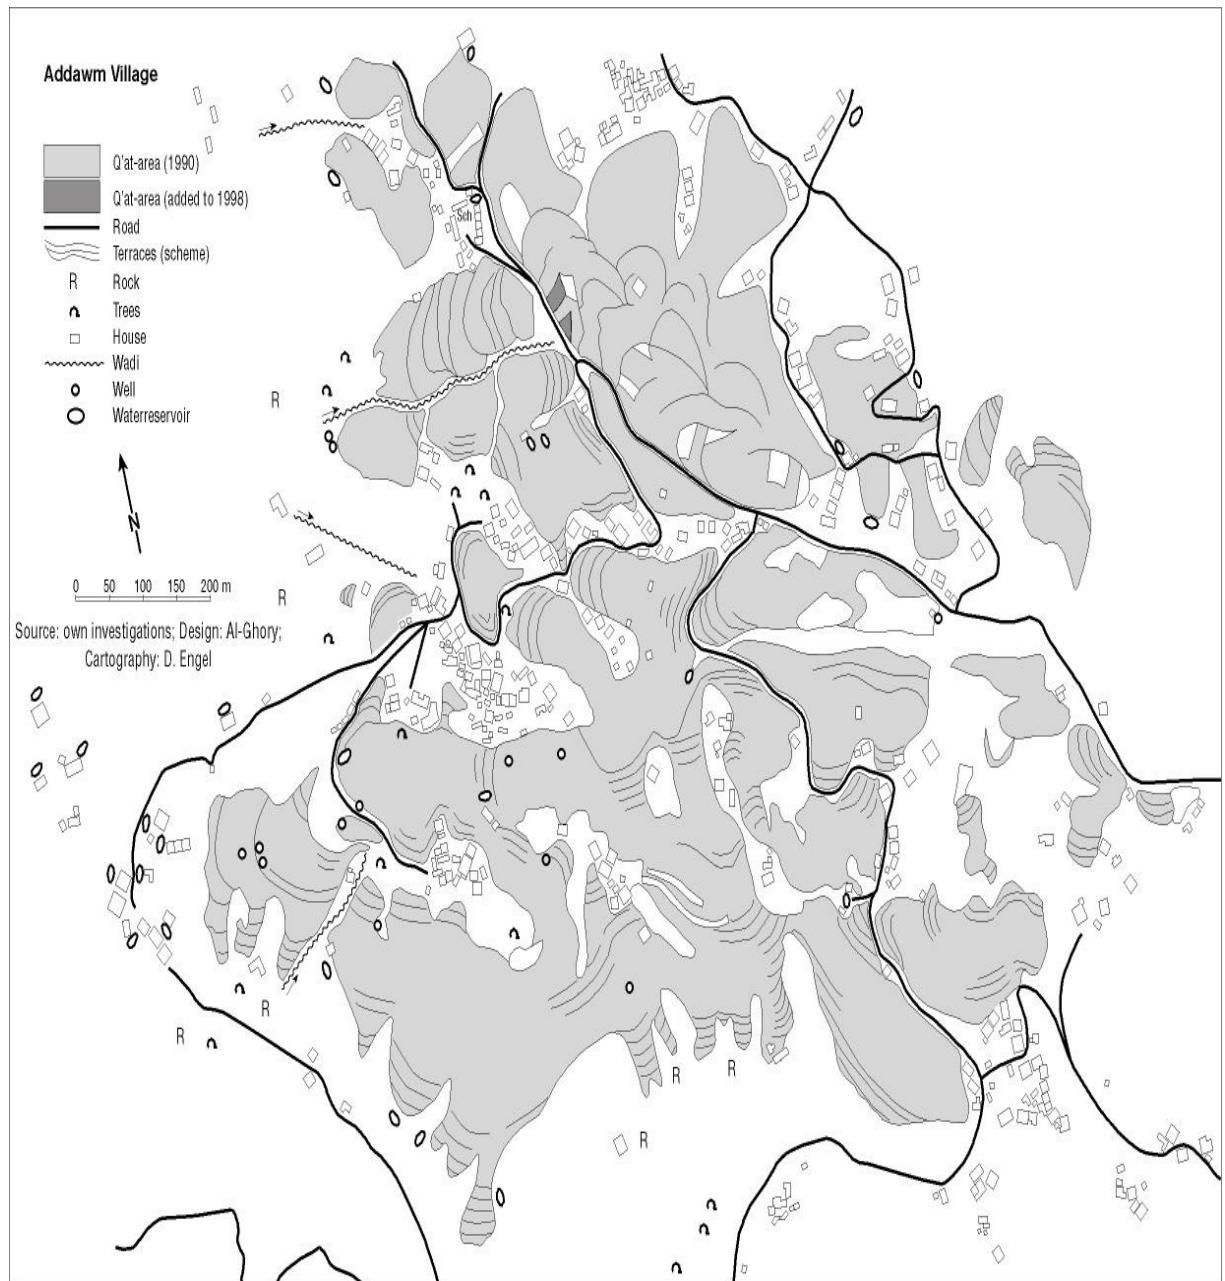 Addawm Village
Q'at-area (1990)
Q'at-area (added to 1998)
Road
Terraces (scheme)
R Rock
Trees
House
Wadi
Well
Waterreservoir
N
0 50 100 150 200 m
Source: own investigations; Design: Al-Ghory;
Cartography: D. Engel
Sch
R
R
R
R
R
R
R